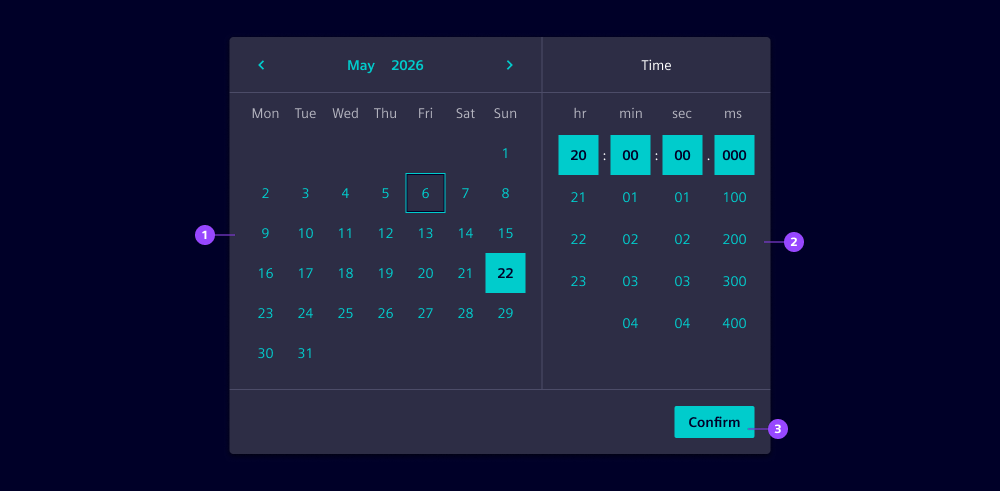 May 2026
Time
Mon Tue Wed Thu Fri Sat Sun
hr min sec ms
1
20 : 00 : 00 . 000
2 3 4 5 6 7 8
21 01 01 100
1
9 10 11 12 13 14 15
22 02 02 200
2
16 17 18 19 20 21 22
23 03 03 300
23 24 25 26 27 28 29
04 04 400
30 31
Confirm
3